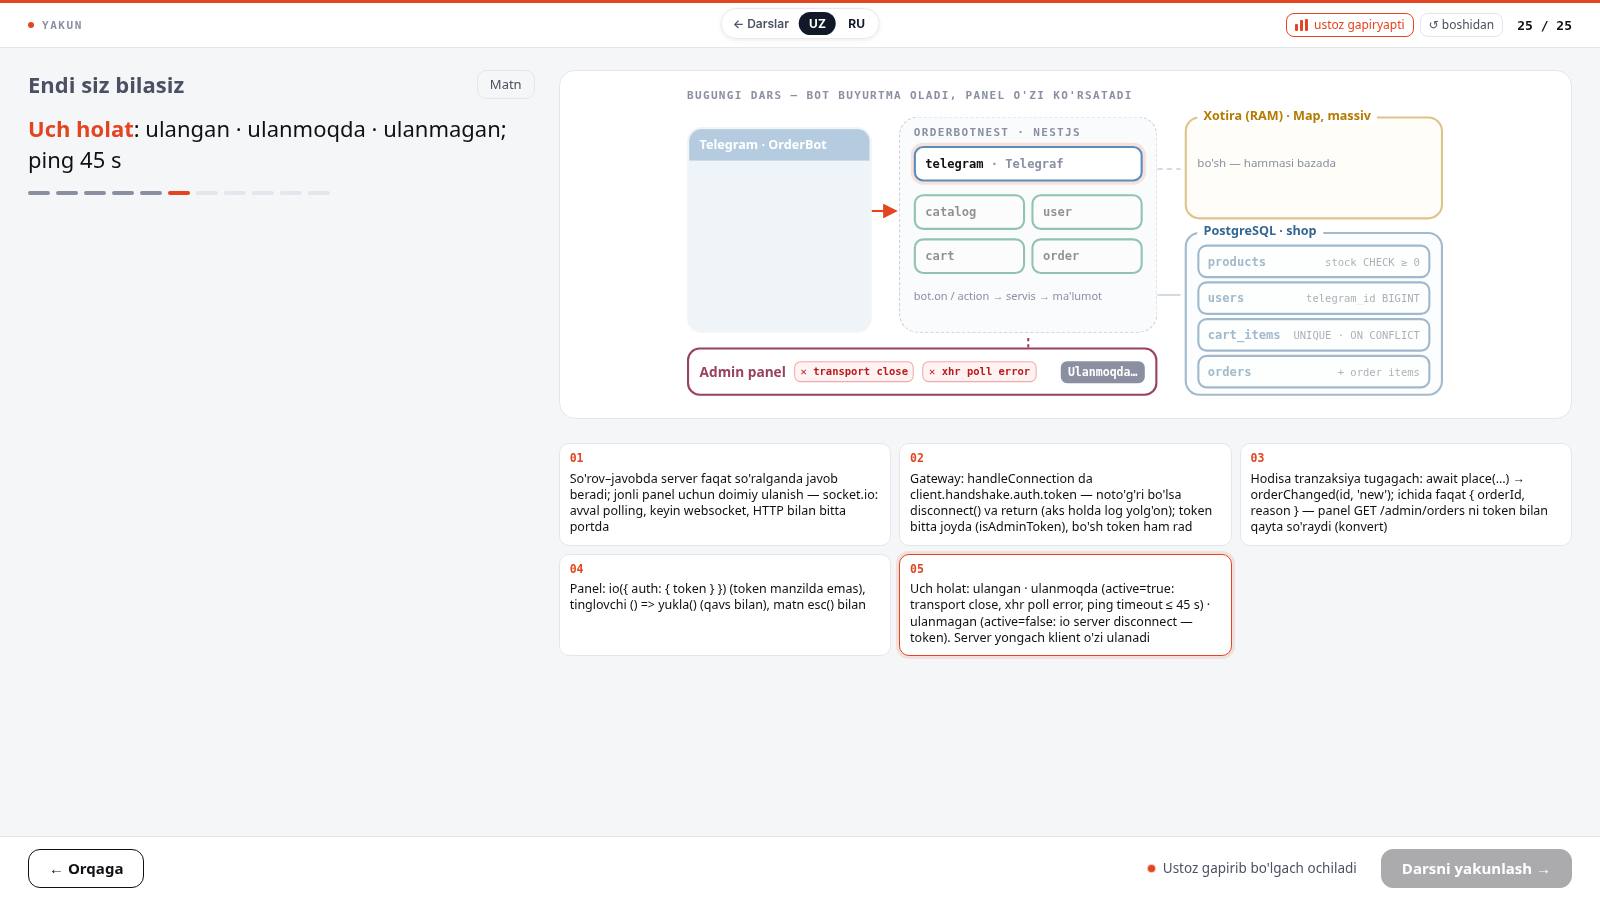 YAKUN
← Darslar UZ RU
ustoz gapiryapti
↺ boshidan
25 / 25
Endi siz bilasiz
Matn
Uch holat: ulangan · ulanmoqda · ulanmagan;
ping 45 s
BUGUNGI DARS — BOT BUYURTMA OLADI, PANEL O'ZI KO'RSATADI
Telegram · OrderBot
ORDERBOTNEST · NESTJS
telegram · Telegraf
catalog
user
cart
order
bot.on / action → servis → ma'lumot
Xotira (RAM) · Map, massiv
bo'sh — hammasi bazada
PostgreSQL · shop
products stock CHECK ≥ 0
users telegram_id BIGINT
cart_items UNIQUE · ON CONFLICT
orders + order items
Admin panel × transport close × xhr poll error Ulanmoqda…
01
So'rov–javobda server faqat so'ralganda javob
beradi; jonli panel uchun doimiy ulanish — socket.io:
avval polling, keyin websocket, HTTP bilan bitta
portda
02
Gateway: handleConnection da
client.handshake.auth.token — noto'g'ri bo'lsa
disconnect() va return (aks holda log yolg'on); token
bitta joyda (isAdminToken), bo'sh token ham rad
03
Hodisa tranzaksiya tugagach: await place(…) →
orderChanged(id, 'new'); ichida faqat { orderId,
reason } — panel GET /admin/orders ni token bilan
qayta so'raydi (konvert)
04
Panel: io({ auth: { token } }) (token manzilda emas),
tinglovchi () => yukla() (qavs bilan), matn esc() bilan
05
Uch holat: ulangan · ulanmoqda (active=true:
transport close, xhr poll error, ping timeout ≤ 45 s) ·
ulanmagan (active=false: io server disconnect —
token). Server yongach klient o'zi ulanadi
← Orqaga
Ustoz gapirib bo'lgach ochiladi
Darsni yakunlash →